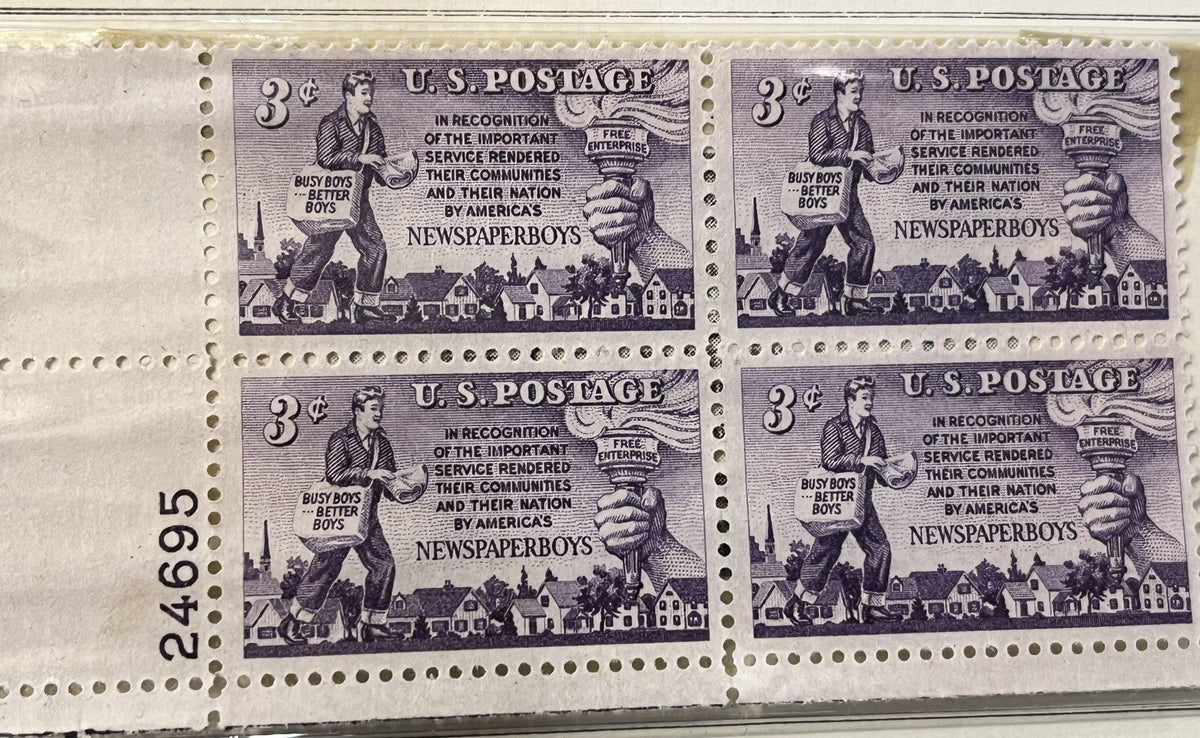 3¢
U. S. POSTAGE
IN RECOGNITION
OF THE IMPORTANT
SERVICE RENDERED
THEIR COMMUNITIES
AND THEIR NATION
BY AMERICA'S
NEWSPAPERBOYS
FREE
ENTERPRISE
BUSY BOYS
--- BETTER
BOYS
3¢
U. S. POSTAGE
IN RECOGNITION
OF THE IMPORTANT
SERVICE RENDERED
THEIR COMMUNITIES
AND THEIR NATION
BY AMERICA'S
NEWSPAPERBOYS
FREE
ENTERPRISE
BUSY BOYS
--- BETTER
BOYS
3¢
U. S. POSTAGE
IN RECOGNITION
OF THE IMPORTANT
SERVICE RENDERED
THEIR COMMUNITIES
AND THEIR NATION
BY AMERICA'S
NEWSPAPERBOYS
FREE
ENTERPRISE
BUSY BOYS
--- BETTER
BOYS
3¢
U. S. POSTAGE
IN RECOGNITION
OF THE IMPORTANT
SERVICE RENDERED
THEIR COMMUNITIES
AND THEIR NATION
BY AMERICA'S
NEWSPAPERBOYS
FREE
ENTERPRISE
BUSY BOYS
--- BETTER
BOYS
24695